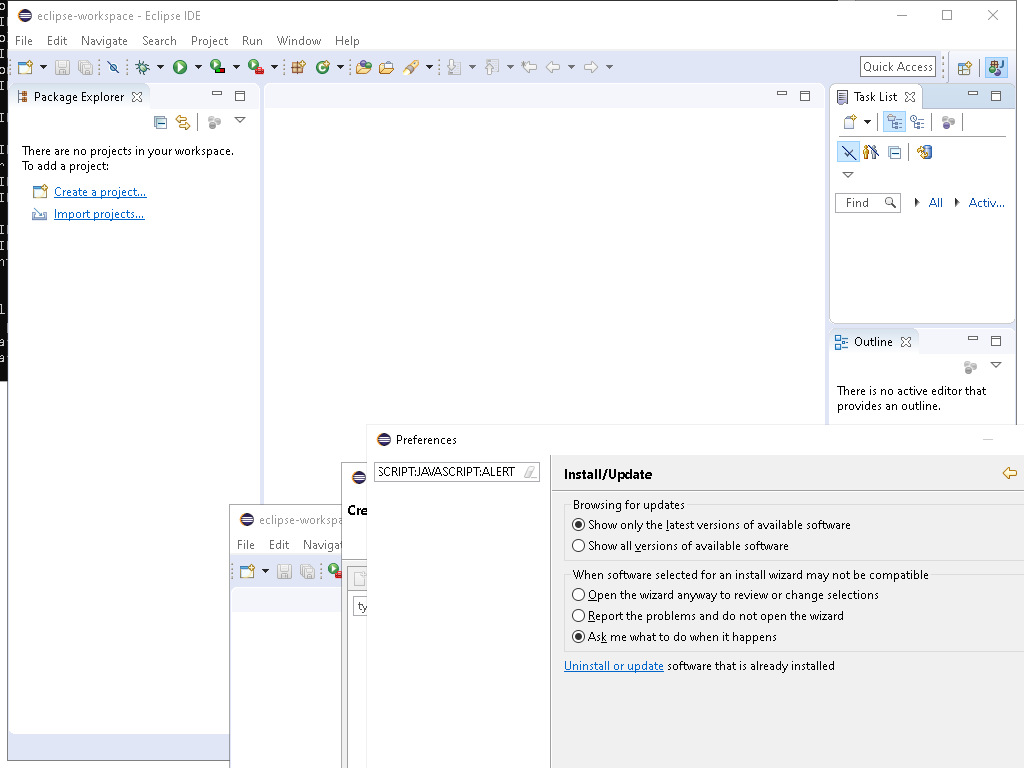 eclipse-workspace - Eclipse IDE
File Edit Navigate Search Project Run Window Help
Quick Access
Package Explorer
There are no projects in your workspace.
To add a project:
Create a project...
Import projects...
Task List
Find All Activ...
Outline
There is no active editor that
provides an outline.
Preferences
SCRIPT:JAVASCRIPT:ALERT
Install/Update
Browsing for updates
Show only the latest versions of available software
Show all versions of available software
When software selected for an install wizard may not be compatible
Open the wizard anyway to review or change selections
Report the problems and do not open the wizard
Ask me what to do when it happens
Uninstall or update software that is already installed
Cre
ty
eclipse-workspa
File Edit Naviga